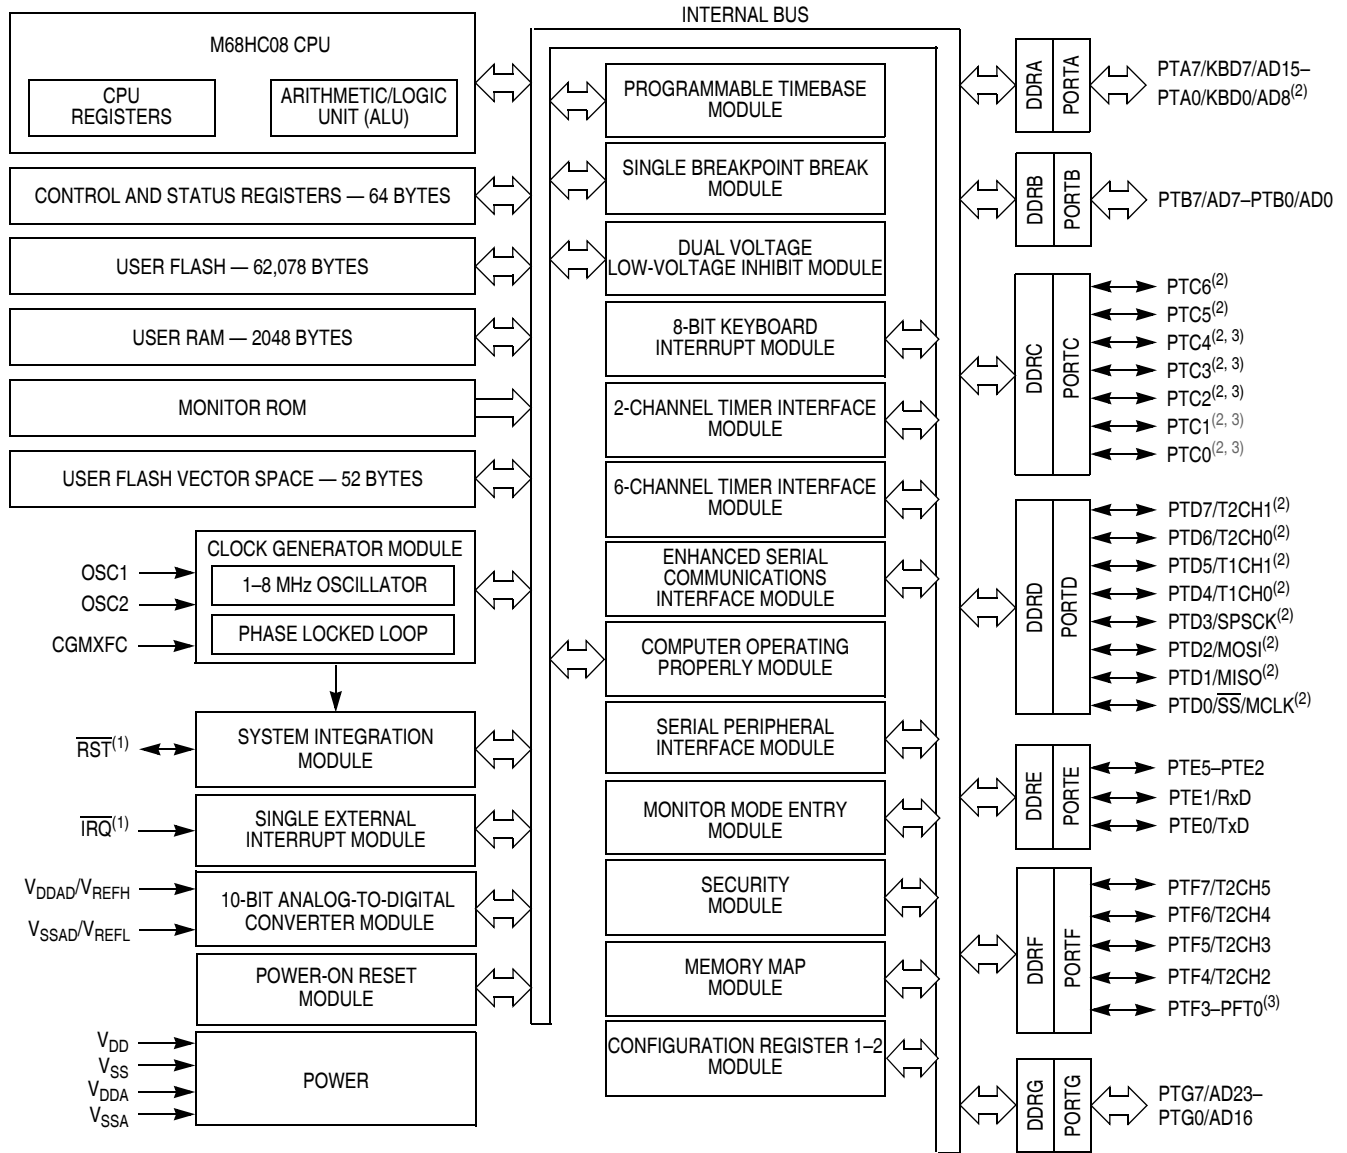 INTERNAL BUS
M68HC08 CPU
CPU
REGISTERS
ARITHMETIC/LOGIC
UNIT (ALU)
CONTROL AND STATUS REGISTERS — 64 BYTES
USER FLASH — 62,078 BYTES
USER RAM — 2048 BYTES
MONITOR ROM
USER FLASH VECTOR SPACE — 52 BYTES
CLOCK GENERATOR MODULE
1–8 MHz OSCILLATOR
PHASE LOCKED LOOP
OSC1
OSC2
CGMXFC
SYSTEM INTEGRATION
MODULE
RST(1)
SINGLE EXTERNAL
INTERRUPT MODULE
IRQ(1)
10-BIT ANALOG-TO-DIGITAL
CONVERTER MODULE
VDDAD/VREFH
VSSAD/VREFL
POWER-ON RESET
MODULE
POWER
VDD
VSS
VDDA
VSSA
PROGRAMMABLE TIMEBASE
MODULE
SINGLE BREAKPOINT BREAK
MODULE
DUAL VOLTAGE
LOW-VOLTAGE INHIBIT MODULE
8-BIT KEYBOARD
INTERRUPT MODULE
2-CHANNEL TIMER INTERFACE
MODULE
6-CHANNEL TIMER INTERFACE
MODULE
ENHANCED SERIAL
COMMUNICATIONS
INTERFACE MODULE
COMPUTER OPERATING
PROPERLY MODULE
SERIAL PERIPHERAL
INTERFACE MODULE
MONITOR MODE ENTRY
MODULE
SECURITY
MODULE
MEMORY MAP
MODULE
CONFIGURATION REGISTER 1–2
MODULE
DDRA
PORTA
PTA7/KBD7/AD15–
PTA0/KBD0/AD8(2)
DDRB
PORTB
PTB7/AD7–PTB0/AD0
DDRC
PORTC
PTC6(2)
PTC5(2)
PTC4(2, 3)
PTC3(2, 3)
PTC2(2, 3)
PTC1(2, 3)
PTC0(2, 3)
DDRD
PORTD
PTD7/T2CH1(2)
PTD6/T2CH0(2)
PTD5/T1CH1(2)
PTD4/T1CH0(2)
PTD3/SPSCK(2)
PTD2/MOSI(2)
PTD1/MISO(2)
PTD0/SS/MCLK(2)
DDRE
PORTE
PTE5–PTE2
PTE1/RxD
PTE0/TxD
DDRF
PORTF
PTF7/T2CH5
PTF6/T2CH4
PTF5/T2CH3
PTF4/T2CH2
PTF3–PFT0(3)
DDRG
PORTG
PTG7/AD23–
PTG0/AD16